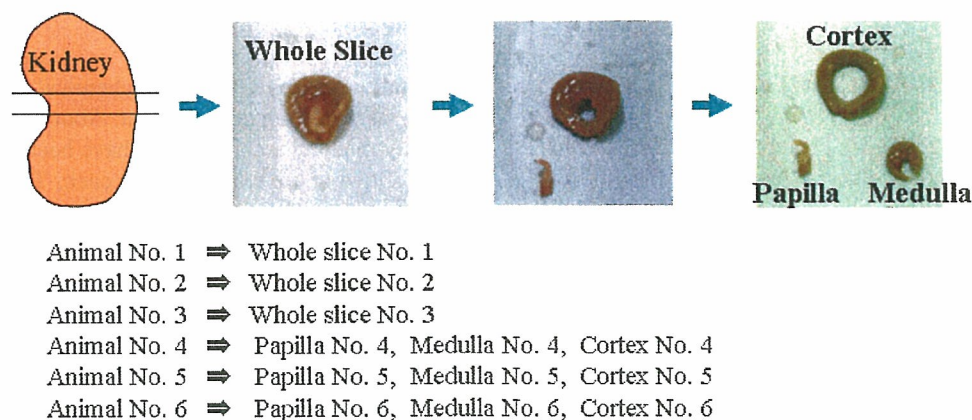 Kidney
Whole Slice
Cortex
Papilla
Medulla
Animal No. 1 ⇒ Whole slice No. 1
Animal No. 2 ⇒ Whole slice No. 2
Animal No. 3 ⇒ Whole slice No. 3
Animal No. 4 ⇒ Papilla No. 4, Medulla No. 4, Cortex No. 4
Animal No. 5 ⇒ Papilla No. 5, Medulla No. 5, Cortex No. 5
Animal No. 6 ⇒ Papilla No. 6, Medulla No. 6, Cortex No. 6